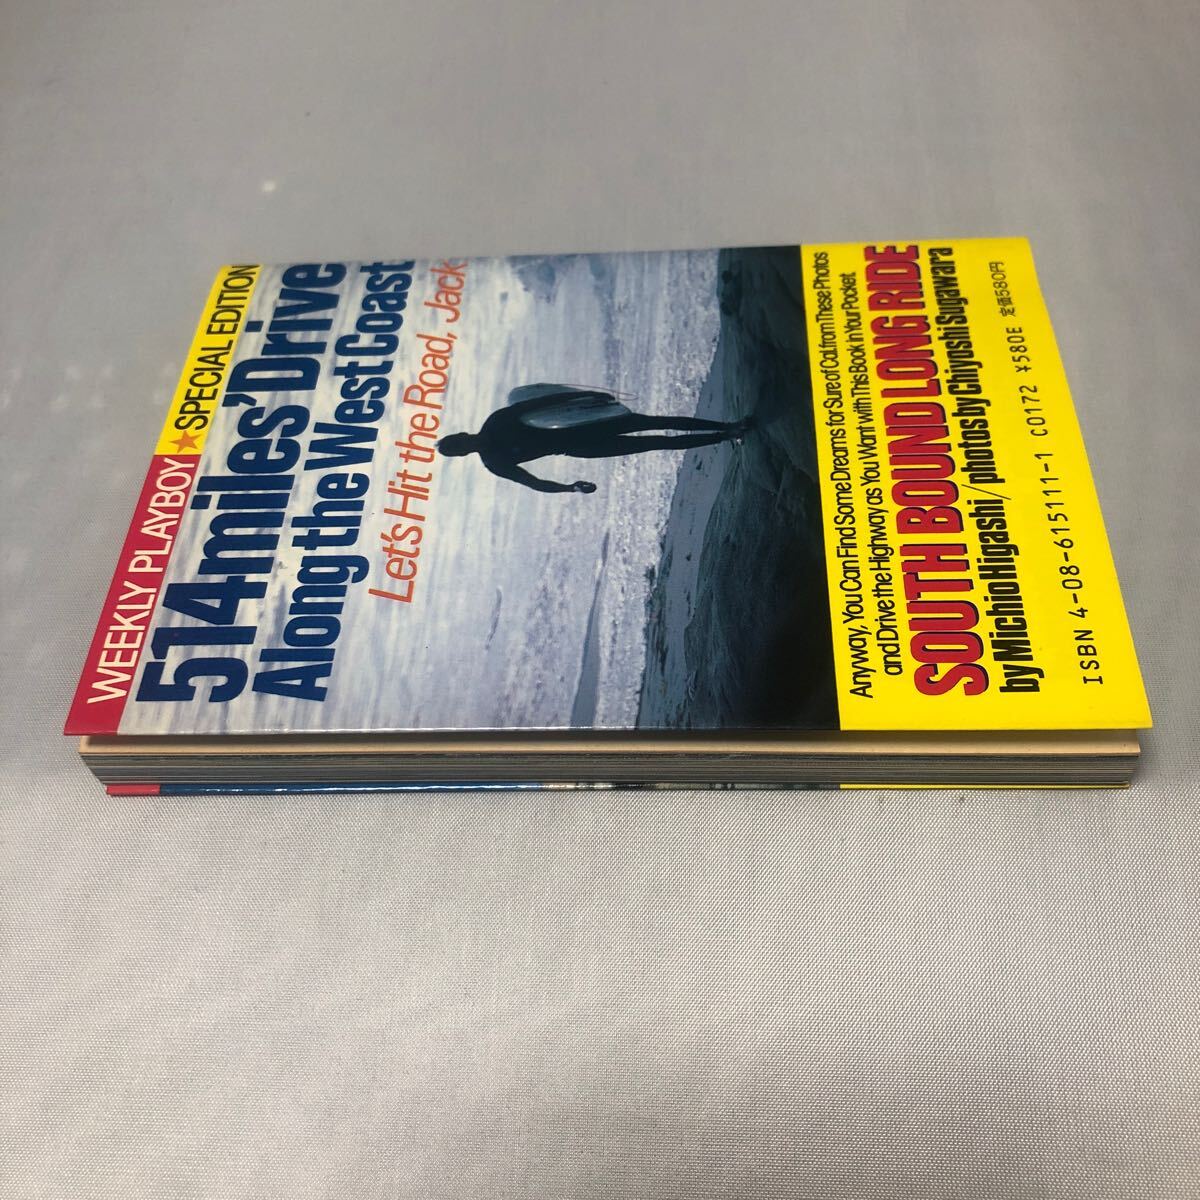 WEEKLY PLAYBOY ★SPECIAL EDITION
514miles' Drive
Along the West Coast
Let's Hit the Road, Jack
Anyway, You Can Find Some Dreams for Sure of Cal. from These Photos
and Drive the Highway as You Want with This Book in Your Pocket
SOUTH BOUND LONG RIDE
by Michio Higashi/photos by Chiyoshi Sugawara
ISBN 4-08-615111-1 C0172 ¥580E 定価580円